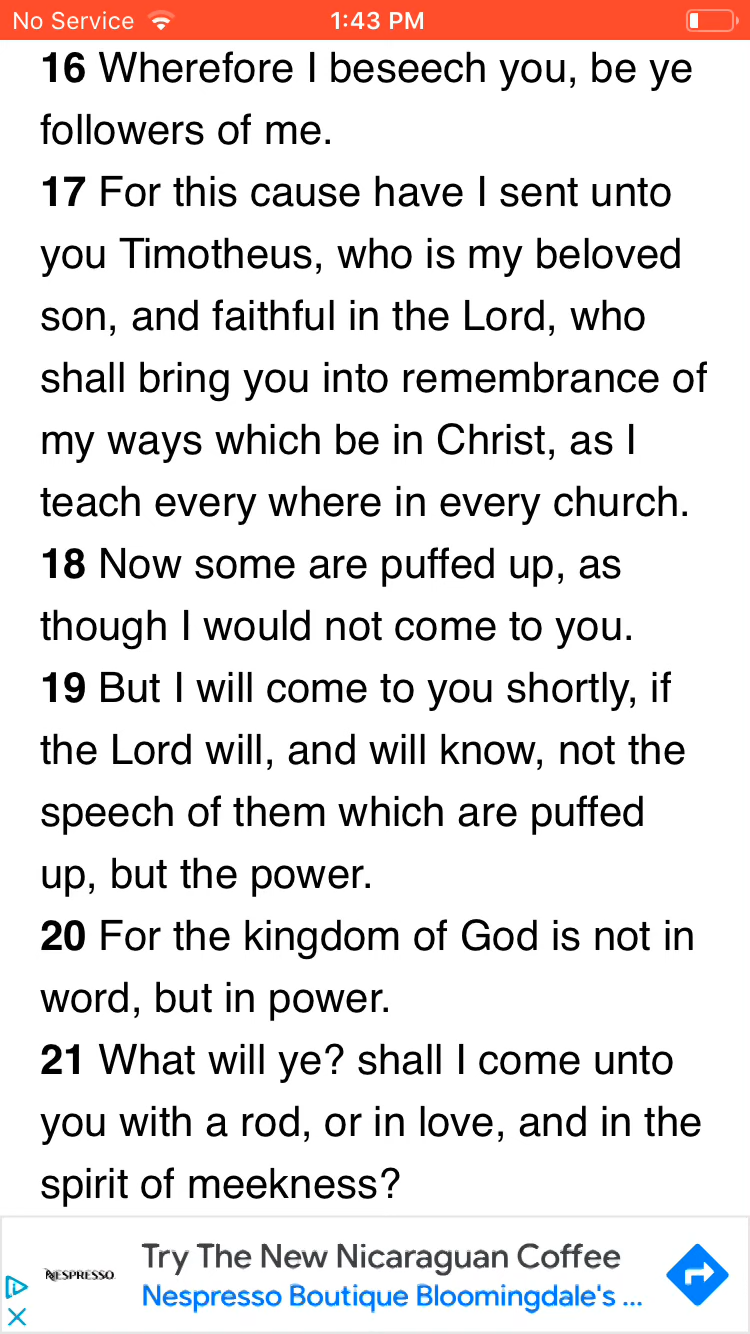 No Service 1:43 PM
16 Wherefore I beseech you, be ye
followers of me.
17 For this cause have I sent unto
you Timotheus, who is my beloved
son, and faithful in the Lord, who
shall bring you into remembrance of
my ways which be in Christ, as I
teach every where in every church.
18 Now some are puffed up, as
though I would not come to you.
19 But I will come to you shortly, if
the Lord will, and will know, not the
speech of them which are puffed
up, but the power.
20 For the kingdom of God is not in
word, but in power.
21 What will ye? shall I come unto
you with a rod, or in love, and in the
spirit of meekness?
NESPRESSO
Try The New Nicaraguan Coffee
Nespresso Boutique Bloomingdale's ...